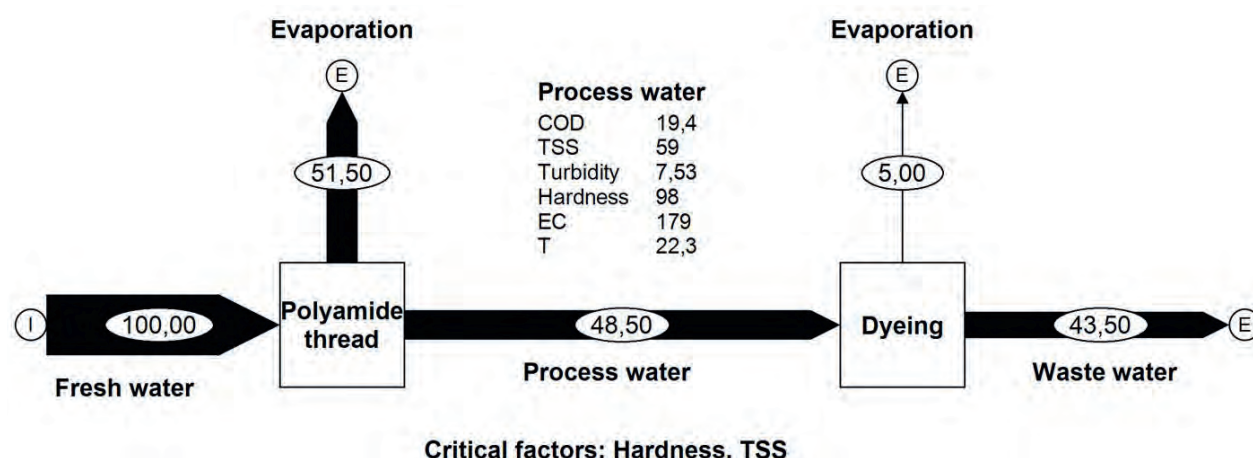 Evaporation
Evaporation
E
E
Process water
COD 19,4
TSS 59
Turbidity 7,53
Hardness 98
EC 179
T 22,3
51,50
5,00
I
100,00
Polyamide
thread
48,50
Dyeing
43,50
E
Fresh water
Process water
Waste water
Critical factors: Hardness, TSS